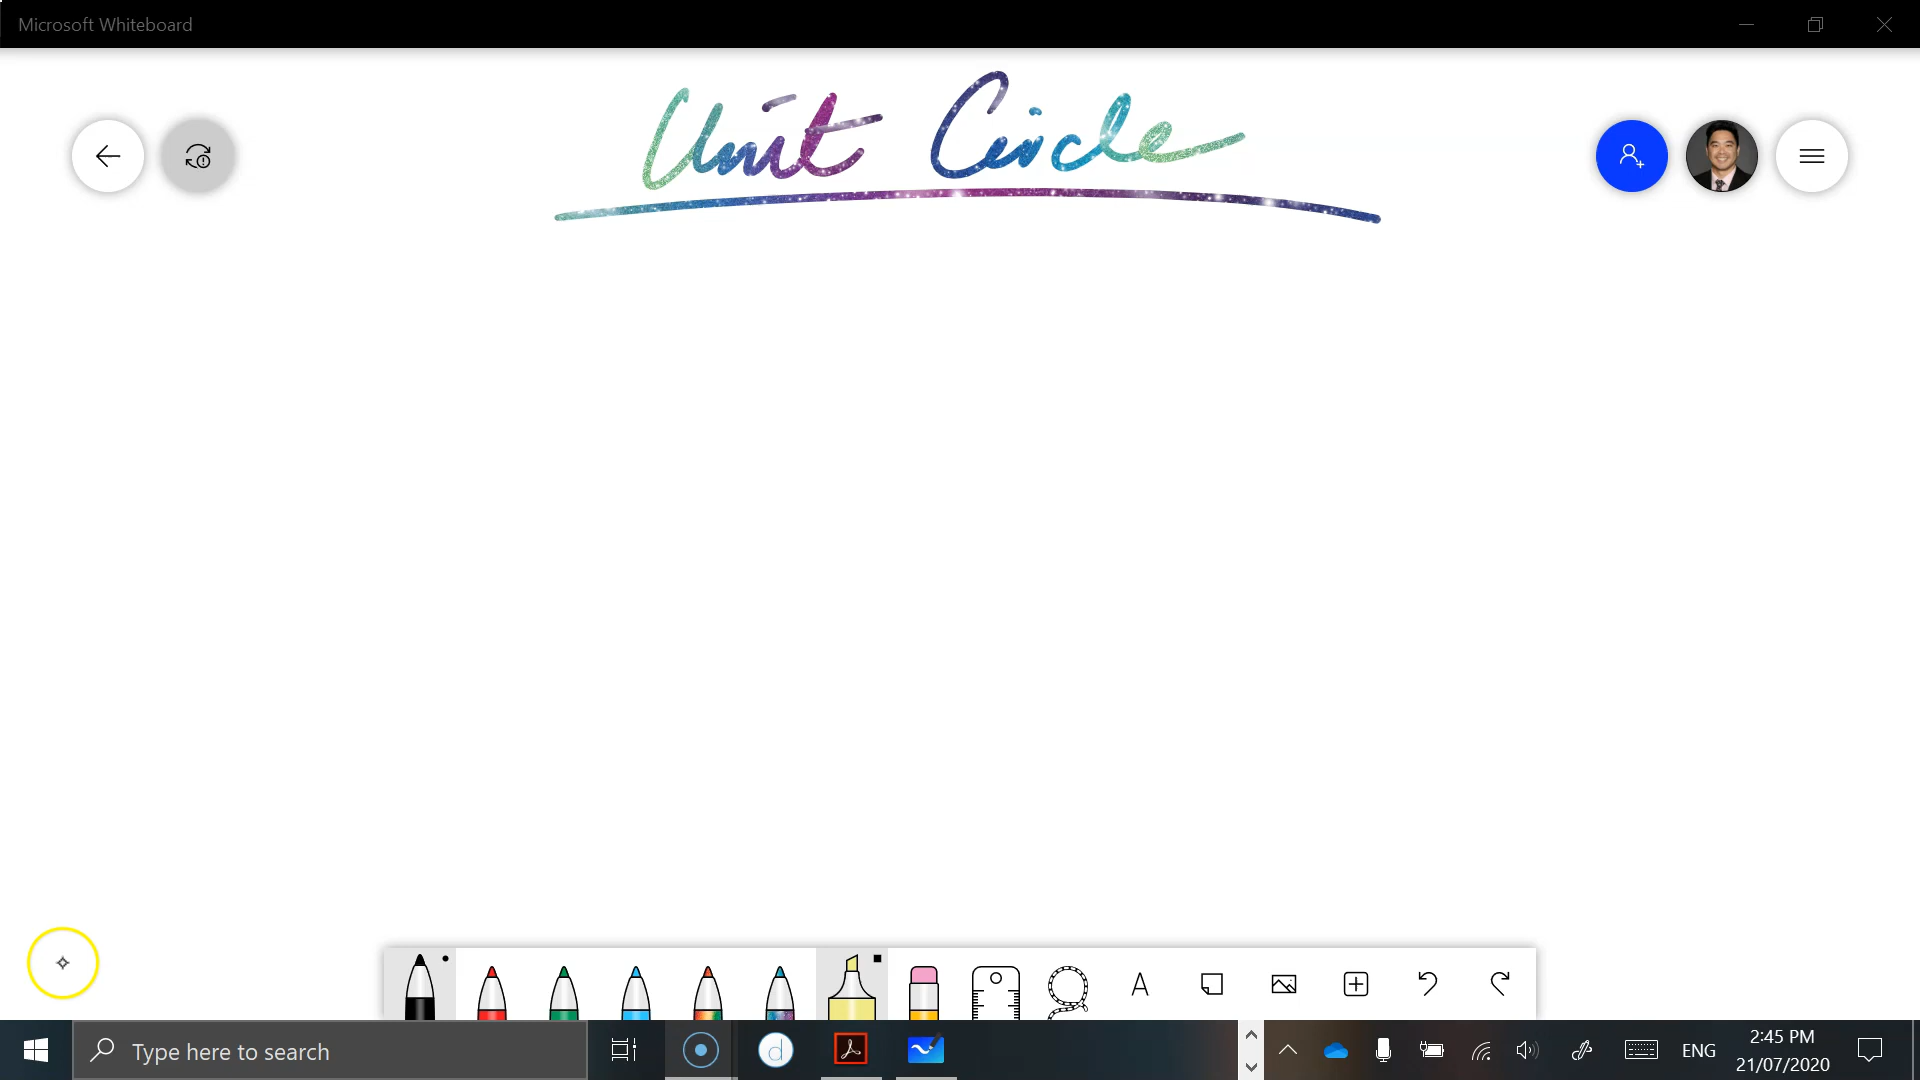 Microsoft Whiteboard
Unit Circle
A
Type here to search
d
ENG
2:45 PM
21/07/2020